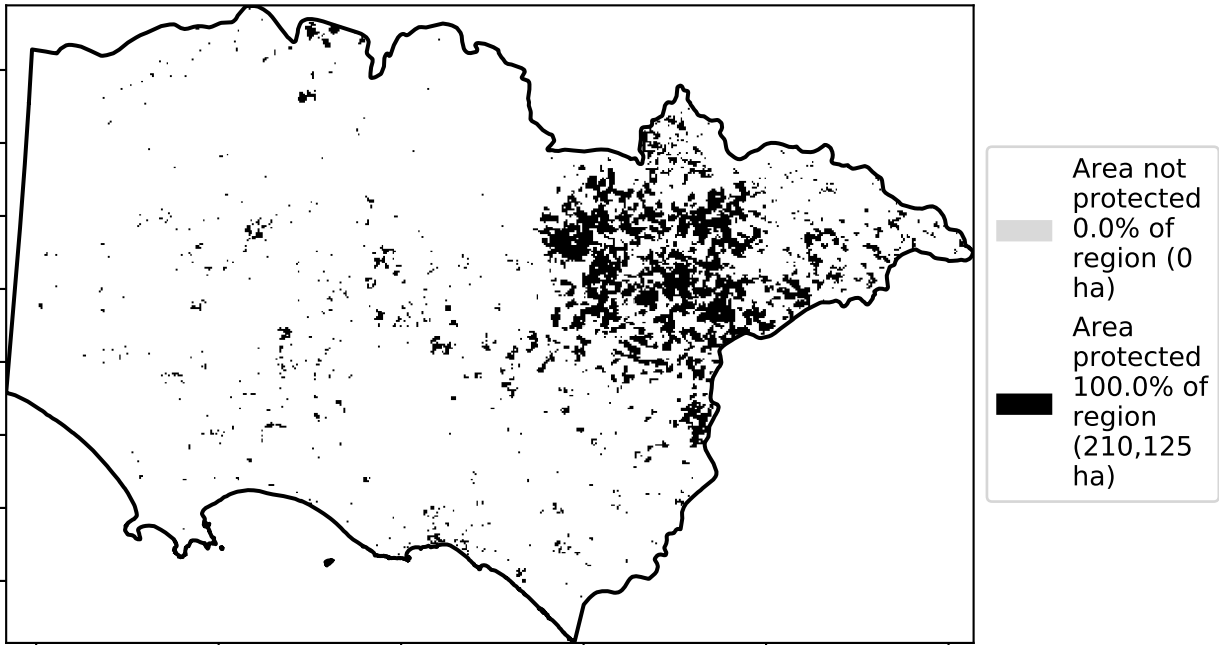 Area not
protected
0.0% of
region (0
ha)
Area
protected
100.0% of
region
(210,125
ha)